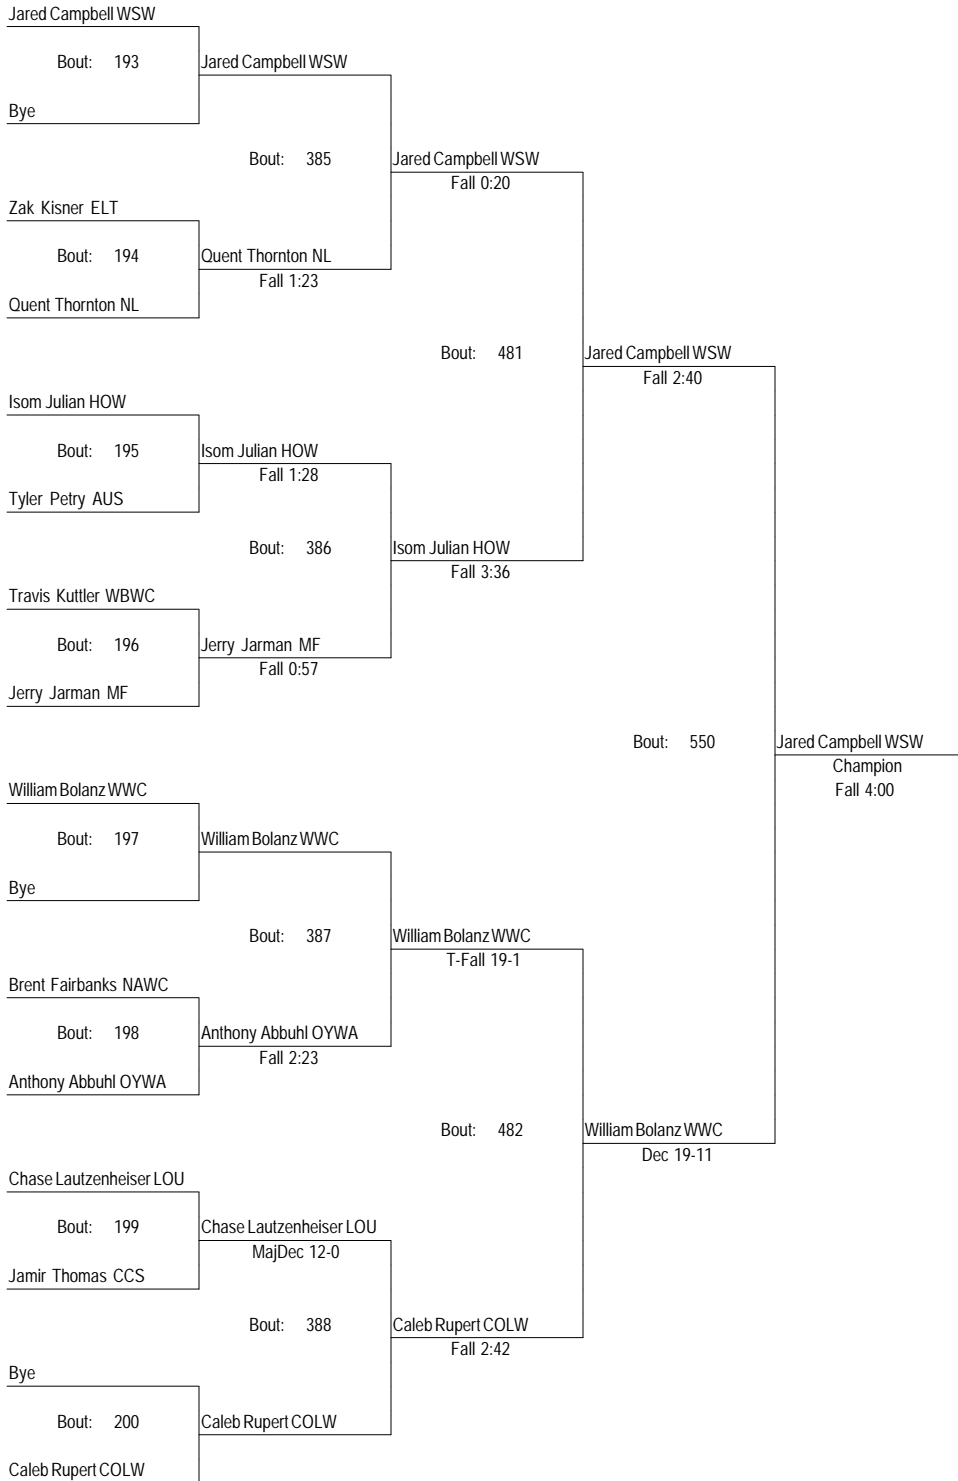 Jared Campbell WSW
Bout: 193
Jared Campbell WSW
Bye
Bout: 385
Jared Campbell WSW
Fall 0:20
Zak Kisner ELT
Bout: 194
Quent Thornton NL
Fall 1:23
Quent Thornton NL
Bout: 481
Jared Campbell WSW
Fall 2:40
Isom Julian HOW
Bout: 195
Isom Julian HOW
Fall 1:28
Tyler Petry AUS
Bout: 386
Isom Julian HOW
Fall 3:36
Travis Kuttler WBWC
Bout: 196
Jerry Jarman MF
Fall 0:57
Jerry Jarman MF
Bout: 550
Jared Campbell WSW
Champion
Fall 4:00
William Bolanz WWC
Bout: 197
William Bolanz WWC
Bye
Bout: 387
William Bolanz WWC
T-Fall 19-1
Brent Fairbanks NAWC
Bout: 198
Anthony Abbuhl OYWA
Fall 2:23
Anthony Abbuhl OYWA
Bout: 482
William Bolanz WWC
Dec 19-11
Chase Lautzenheiser LOU
Bout: 199
Chase Lautzenheiser LOU
MajDec 12-0
Jamir Thomas CCS
Bout: 388
Caleb Rupert COLW
Fall 2:42
Bye
Bout: 200
Caleb Rupert COLW
Caleb Rupert COLW